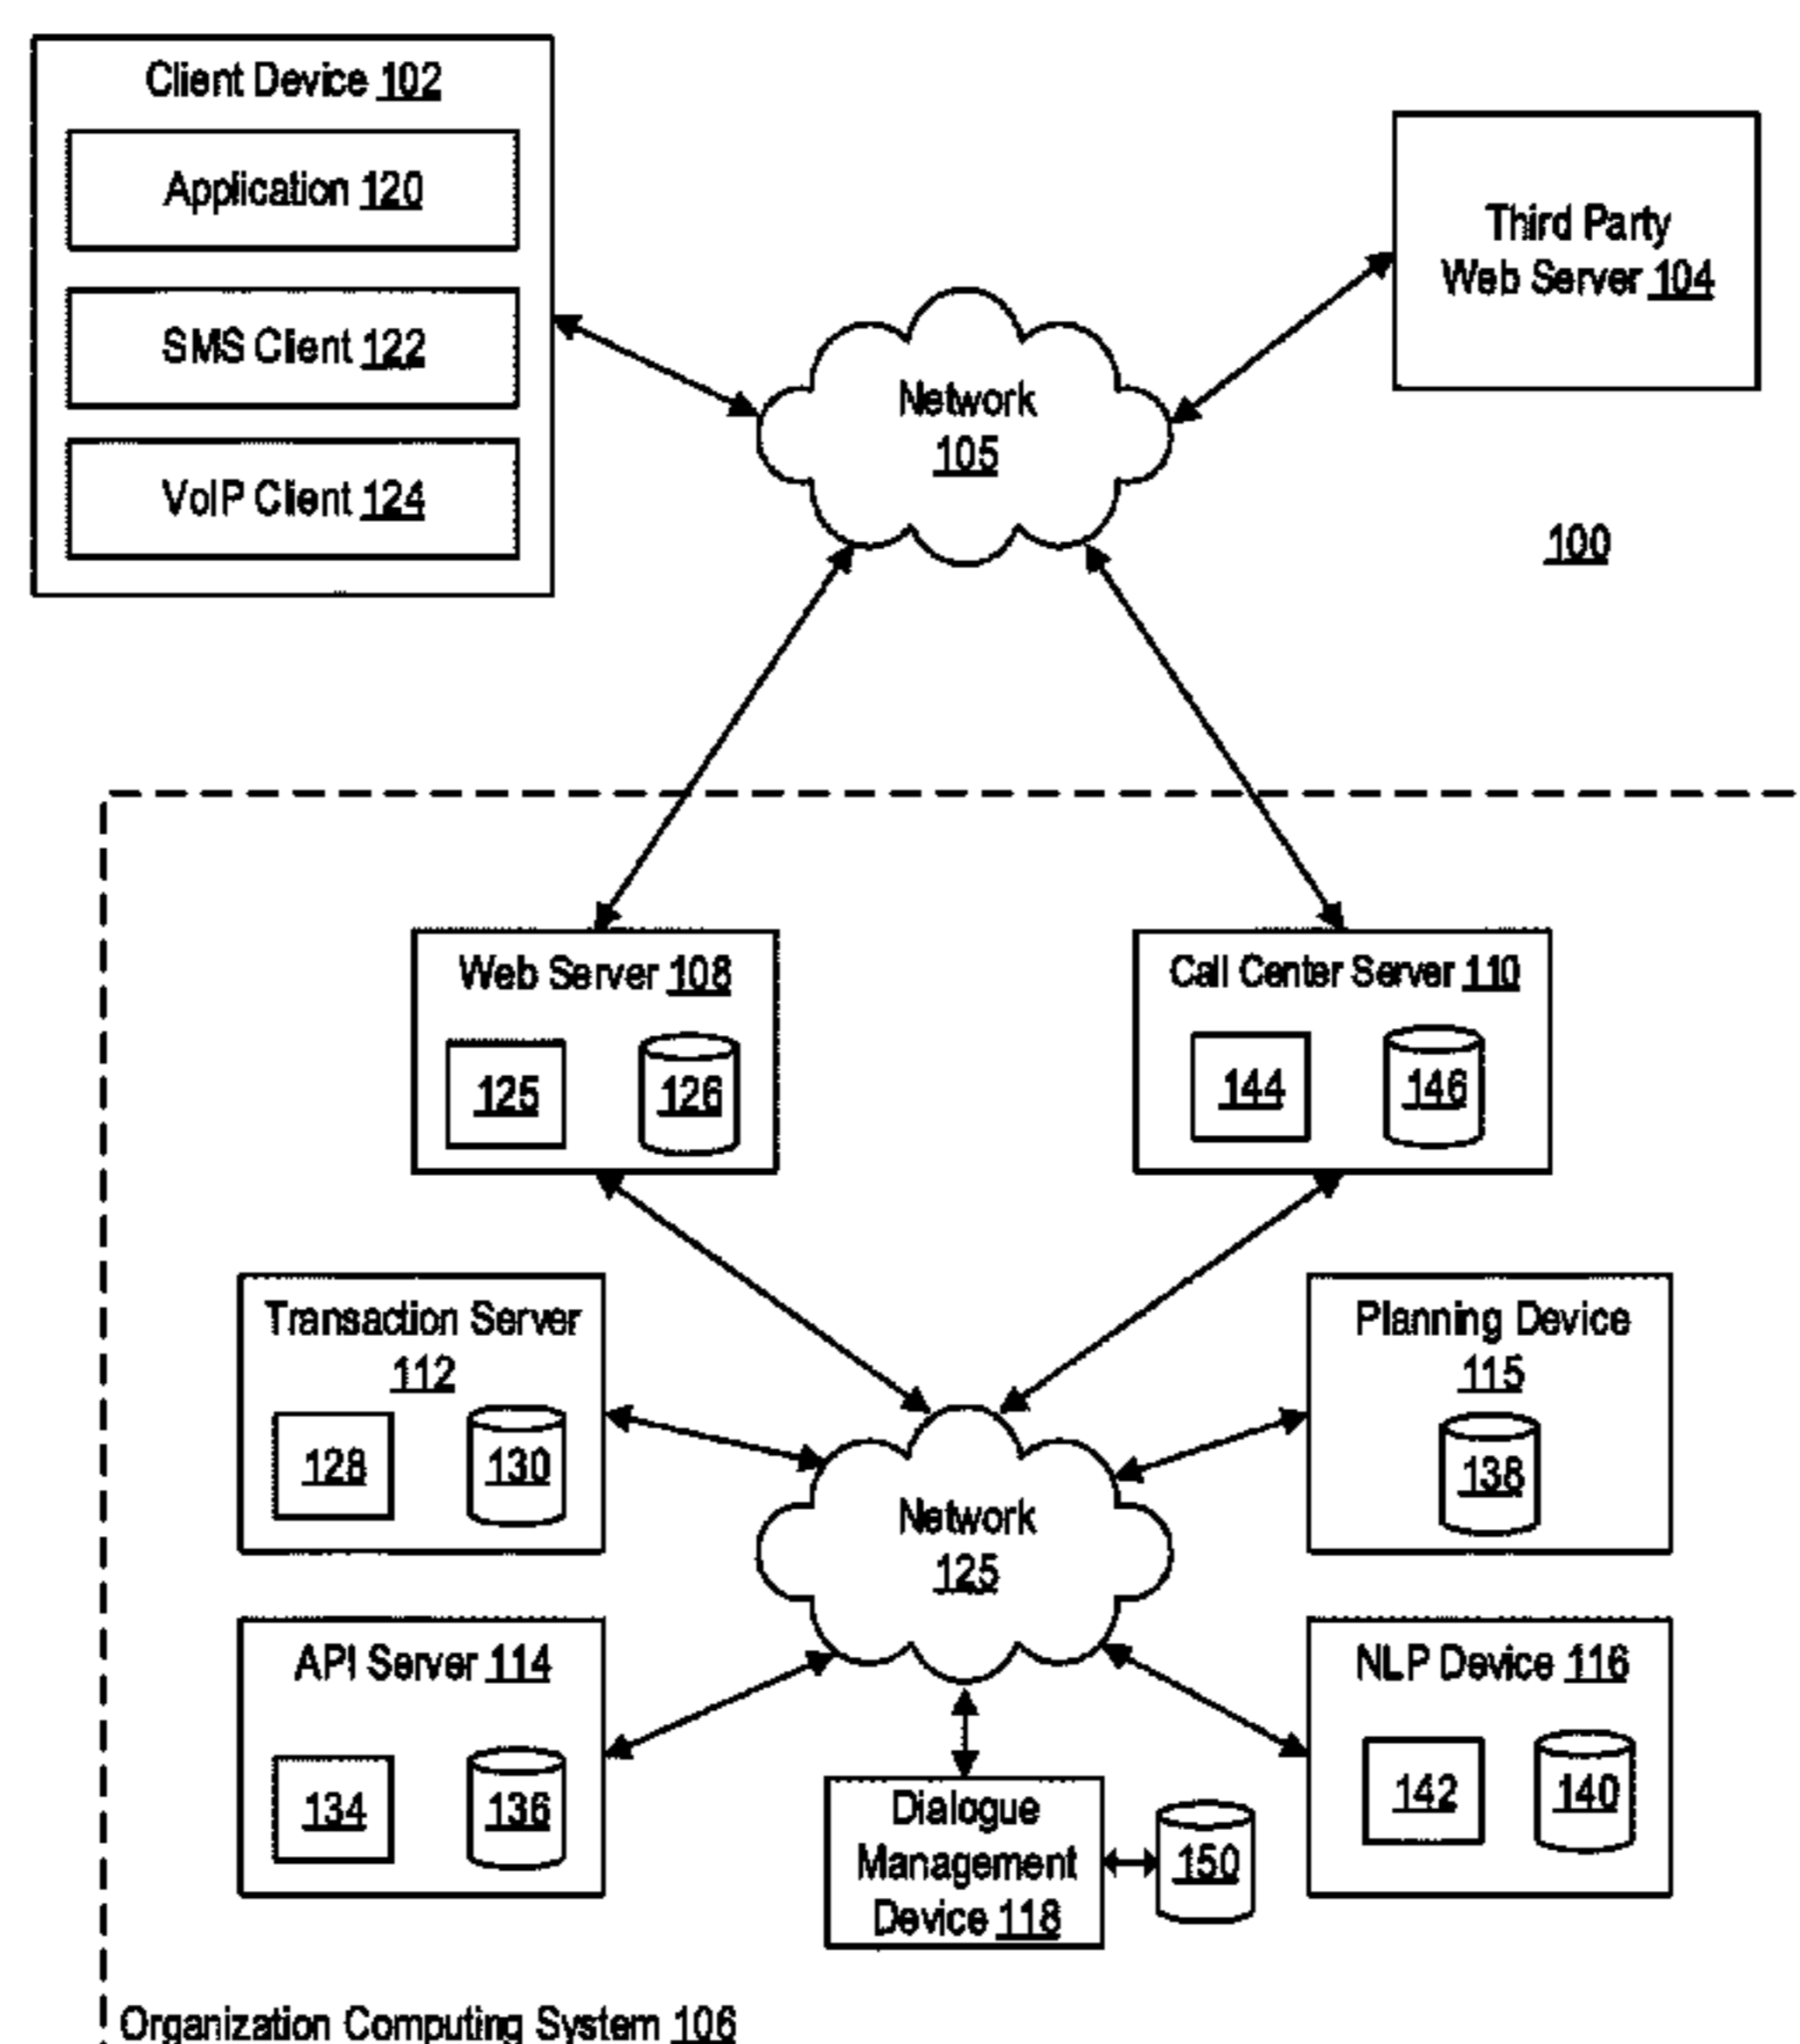 Client Device 102
Application 120
SMS Client 122
VoIP Client 124
Third Party
Web Server 104
Network
105
100
Web Server 108
125
126
Call Center Server 110
144
146
Transaction Server
112
128
130
Planning Device
115
138
Network
125
API Server 114
134
136
NLP Device 116
142
140
Dialogue
Management
Device 118
150
Organization Computing System 106